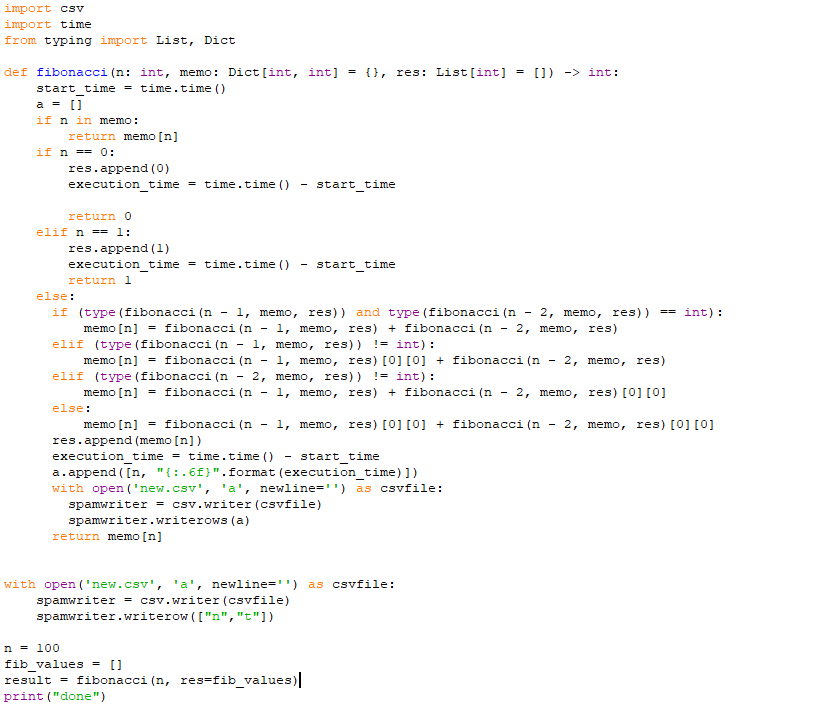 import csv
import time
from typing import List, Dict

def fibonacci(n: int, memo: Dict[int, int] = {}, res: List[int] = []) -> int:
    start_time = time.time()
    a = []
    if n in memo:
        return memo[n]
    if n == 0:
        res.append(0)
        execution_time = time.time() - start_time

        return 0
    elif n == 1:
        res.append(1)
        execution_time = time.time() - start_time
        return 1
    else:
      if (type(fibonacci(n - 1, memo, res)) and type(fibonacci(n - 2, memo, res)) == int):
          memo[n] = fibonacci(n - 1, memo, res) + fibonacci(n - 2, memo, res)
      elif (type(fibonacci(n - 1, memo, res)) != int):
          memo[n] = fibonacci(n - 1, memo, res)[0][0] + fibonacci(n - 2, memo, res)
      elif (type(fibonacci(n - 2, memo, res)) != int):
          memo[n] = fibonacci(n - 1, memo, res) + fibonacci(n - 2, memo, res)[0][0]
      else:
          memo[n] = fibonacci(n - 1, memo, res)[0][0] + fibonacci(n - 2, memo, res)[0][0]
      res.append(memo[n])
      execution_time = time.time() - start_time
      a.append([n, "{:.6f}".format(execution_time)])
      with open('new.csv', 'a', newline='') as csvfile:
        spamwriter = csv.writer(csvfile)
        spamwriter.writerows(a)
      return memo[n]


with open('new.csv', 'a', newline='') as csvfile:
    spamwriter = csv.writer(csvfile)
    spamwriter.writerow(["n","t"])

n = 100
fib_values = []
result = fibonacci(n, res=fib_values)
print("done")